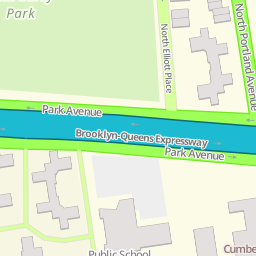 Park
North Elliott Place
North Portland Avenue
Park Avenue
Brooklyn-Queens Expressway
Park Avenue
Public School